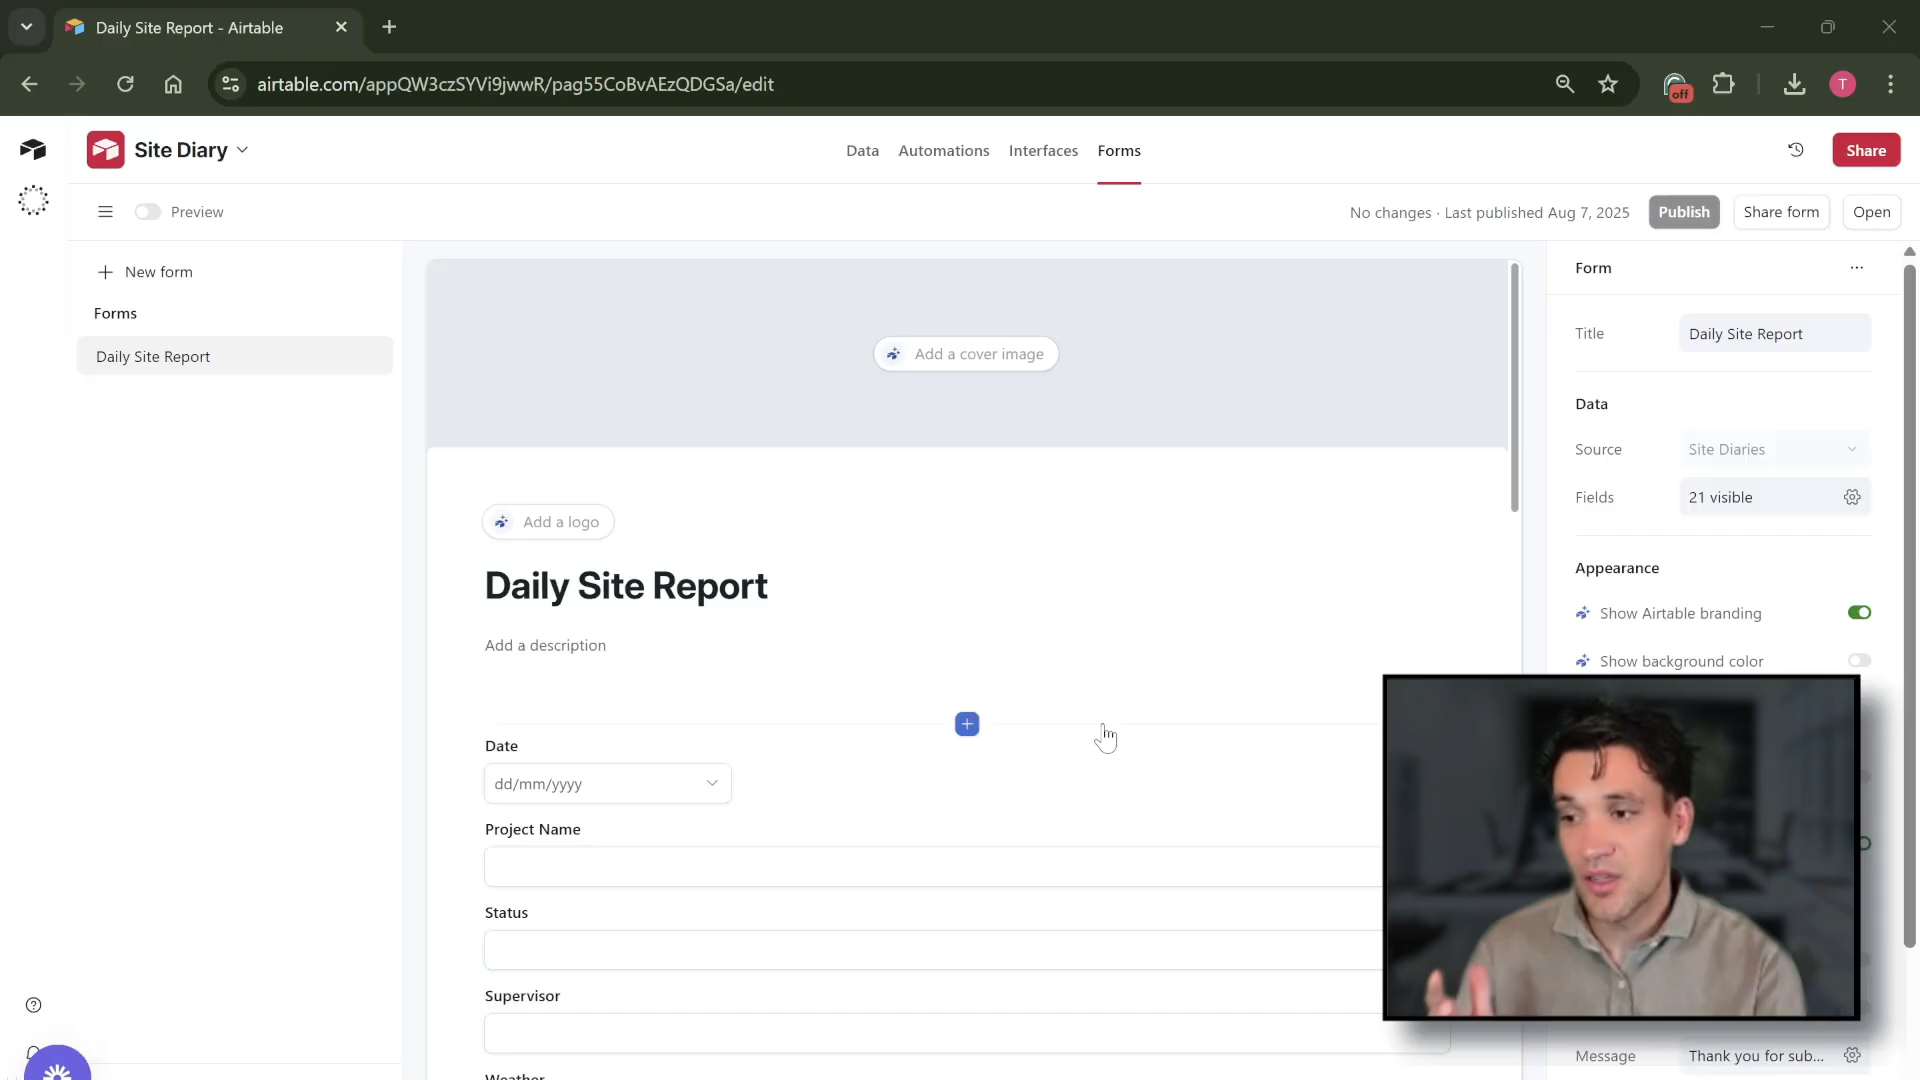 Daily Site Report - Airtable
airtable.com/appQW3czSYVi9jwwR/pag55CoBvAEzQDGSa/edit
off
T
Site Diary
Data
Automations
Interfaces
Forms
Share
Preview
No changes · Last published Aug 7, 2025
Publish
Share form
Open
New form
Forms
Daily Site Report
Add a cover image
Add a logo
Daily Site Report
Add a description
Date
dd/mm/yyyy
Project Name
Status
Supervisor
Weather
Form
Title
Daily Site Report
Data
Source
Site Diaries
Fields
21 visible
Appearance
Show Airtable branding
Show background color
Message
Thank you for sub...